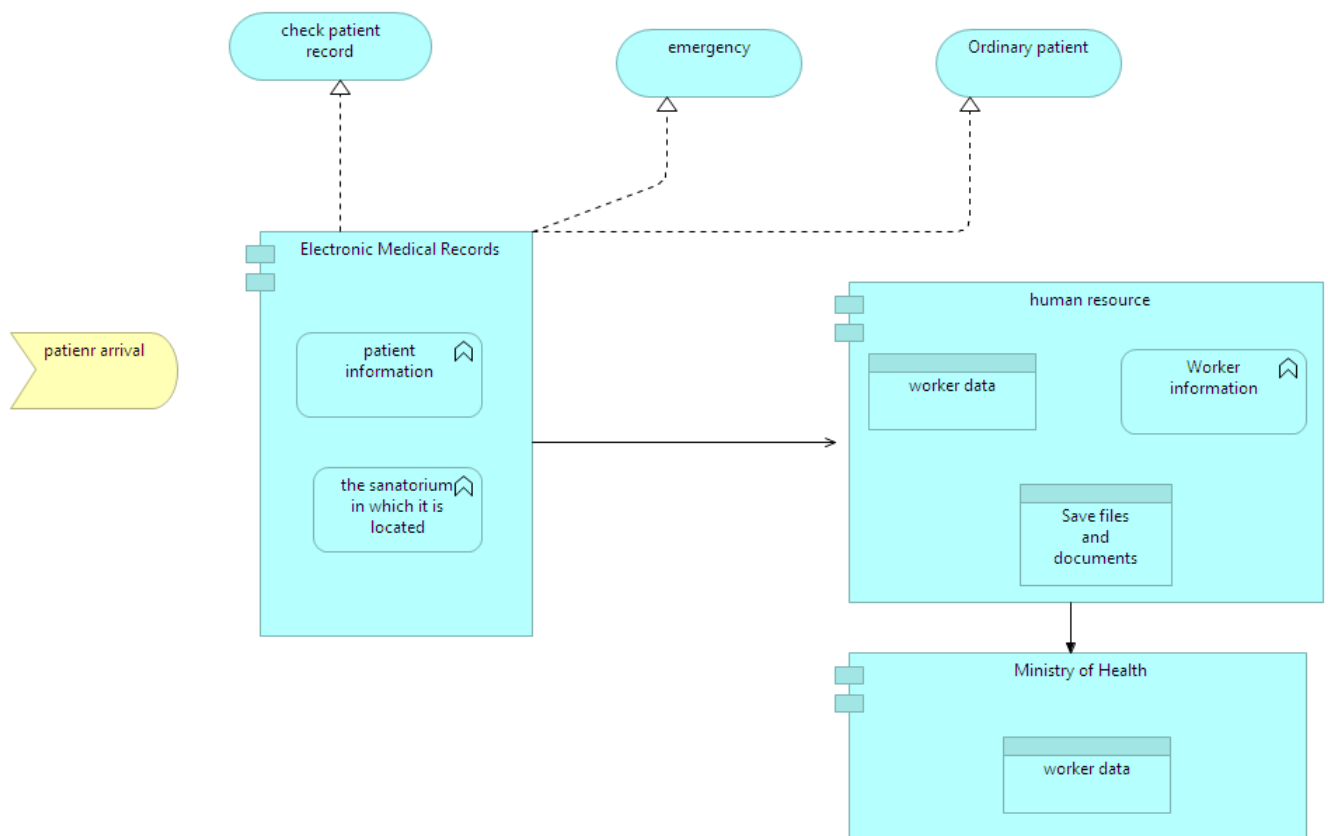 check patient
record
emergency
Ordinary patient
Electronic Medical Records
patienr arrival
patient
information
the sanatorium
in which it is
located
human resource
worker data
Worker
information
Save files
and
documents
Ministry of Health
worker data